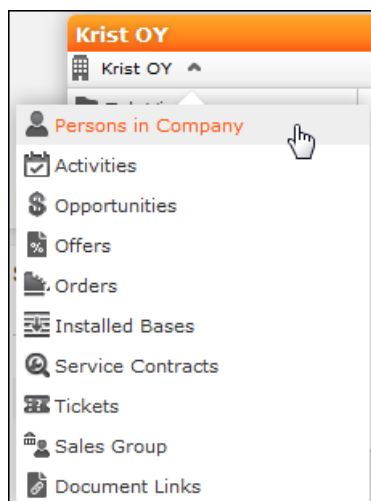 Krist OY
Krist OY
Persons in Company
Activities
Opportunities
Offers
Orders
Installed Bases
Service Contracts
Tickets
Sales Group
Document Links